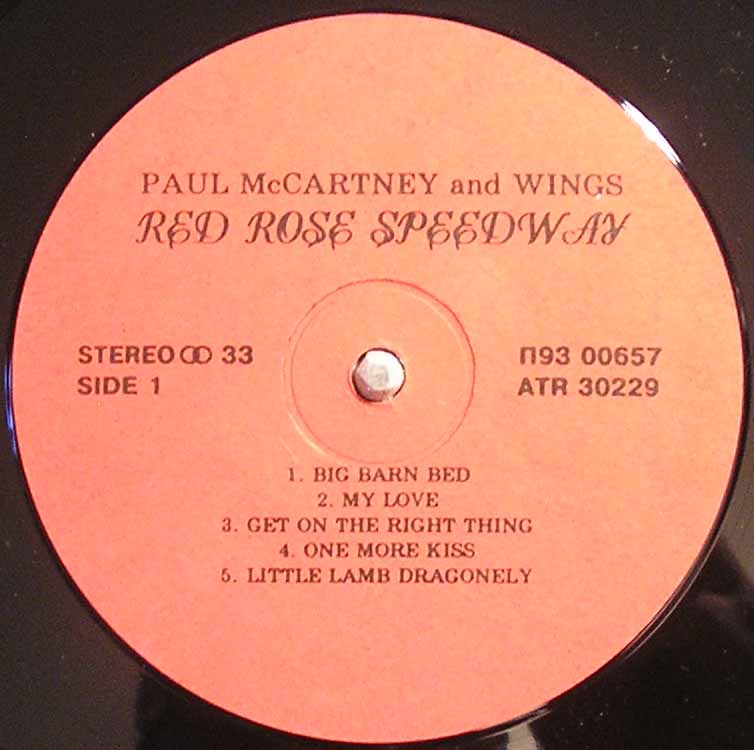 PAUL McCARTNEY and WINGS
RED ROSE SPEEDWAY
STEREO 33
SIDE 1
П93 00657
ATR 30229
1. BIG BARN BED
2. MY LOVE
3. GET ON THE RIGHT THING
4. ONE MORE KISS
5. LITTLE LAMB DRAGONELY